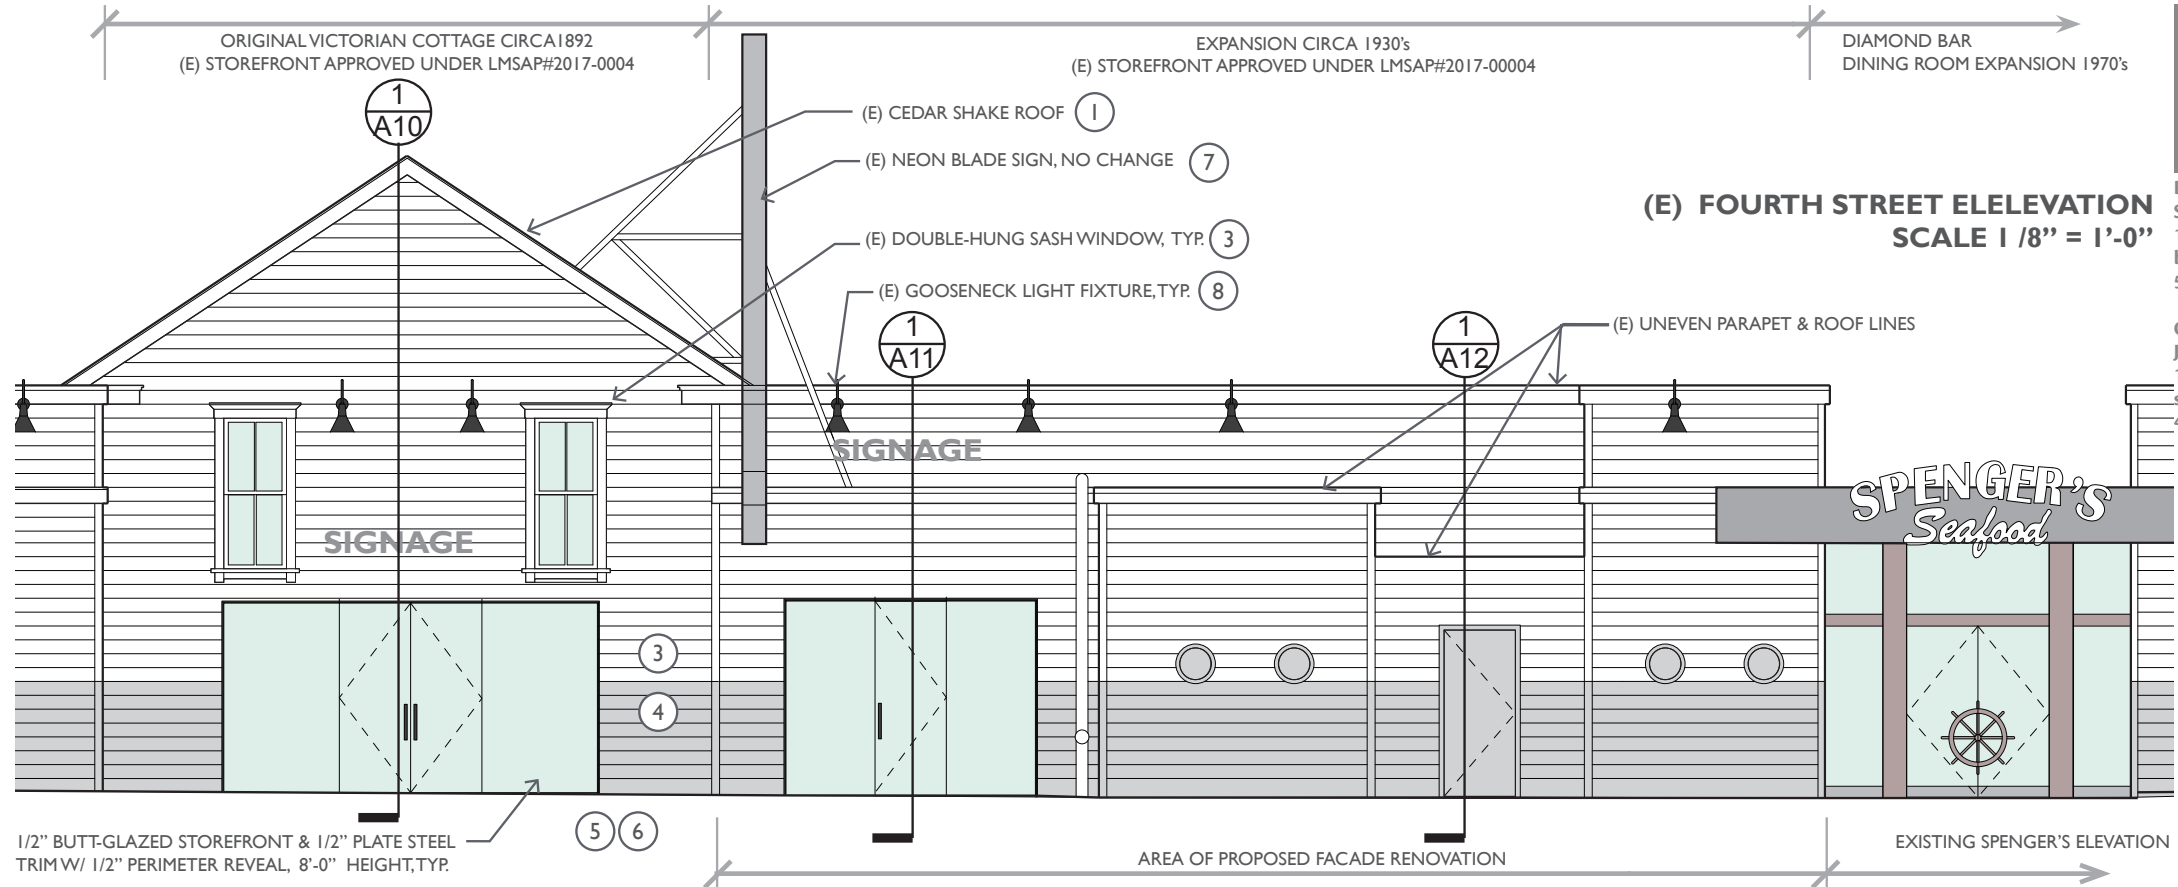 ORIGINAL VICTORIAN COTTAGE CIRCA1892
(E) STOREFRONT APPROVED UNDER LMSAP#2017-0004
EXPANSION CIRCA 1930's
(E) STOREFRONT APPROVED UNDER LMSAP#2017-00004
DIAMOND BAR
DINING ROOM EXPANSION 1970's
1
A10
(E) CEDAR SHAKE ROOF 1
(E) NEON BLADE SIGN, NO CHANGE 7
(E) FOURTH STREET ELELEVATION
SCALE 1 /8" = 1'-0"
(E) DOUBLE-HUNG SASH WINDOW, TYP. 3
(E) GOOSENECK LIGHT FIXTURE, TYP. 8
1
A11
1
A12
(E) UNEVEN PARAPET & ROOF LINES
SIGNAGE
SIGNAGE
SPENGER'S
Seafood
3
4
5 6
1/2" BUTT-GLAZED STOREFRONT & 1/2" PLATE STEEL
TRIM W/ 1/2" PERIMETER REVEAL, 8'-0" HEIGHT, TYP.
AREA OF PROPOSED FACADE RENOVATION
EXISTING SPENGER'S ELEVATION